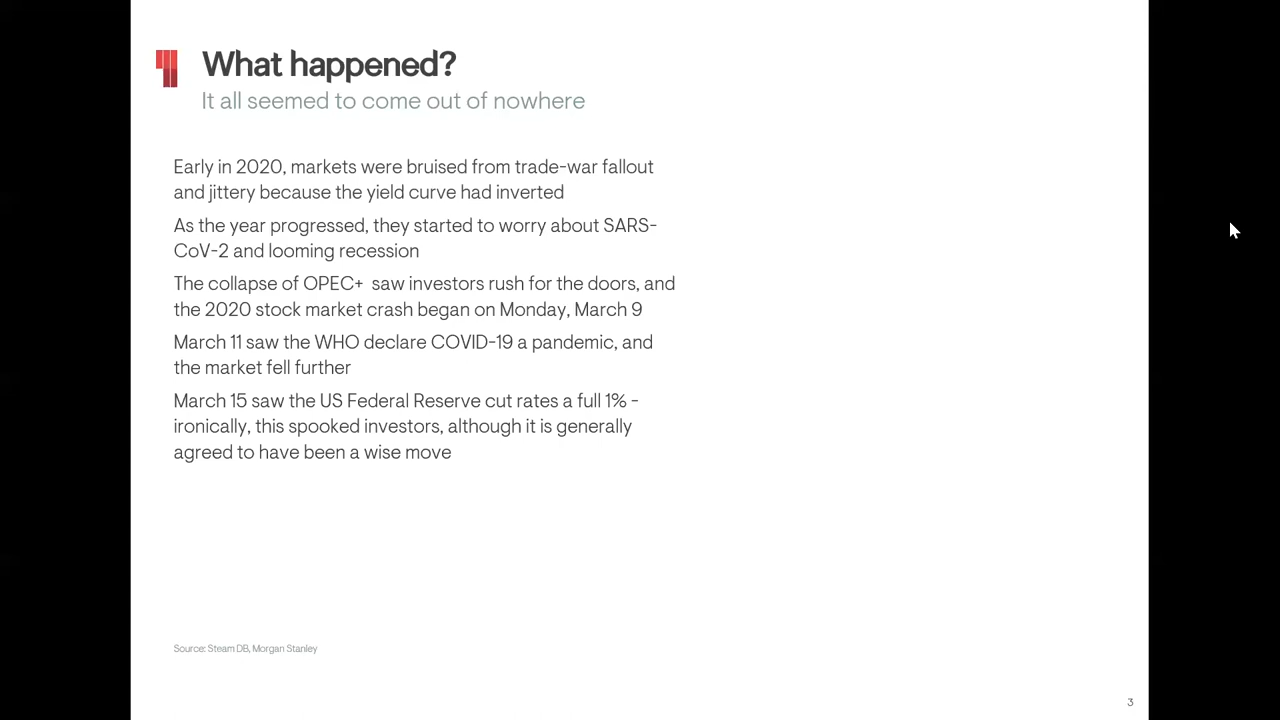 What happened?
It all seemed to come out of nowhere
Early in 2020, markets were bruised from trade-war fallout
and jittery because the yield curve had inverted
As the year progressed, they started to worry about SARS-
CoV-2 and looming recession
The collapse of OPEC+  saw investors rush for the doors, and
the 2020 stock market crash began on Monday, March 9
March 11 saw the WHO declare COVID-19 a pandemic, and
the market fell further
March 15 saw the US Federal Reserve cut rates a full 1% -
ironically, this spooked investors, although it is generally
agreed to have been a wise move
Source: Steam DB, Morgan Stanley
3